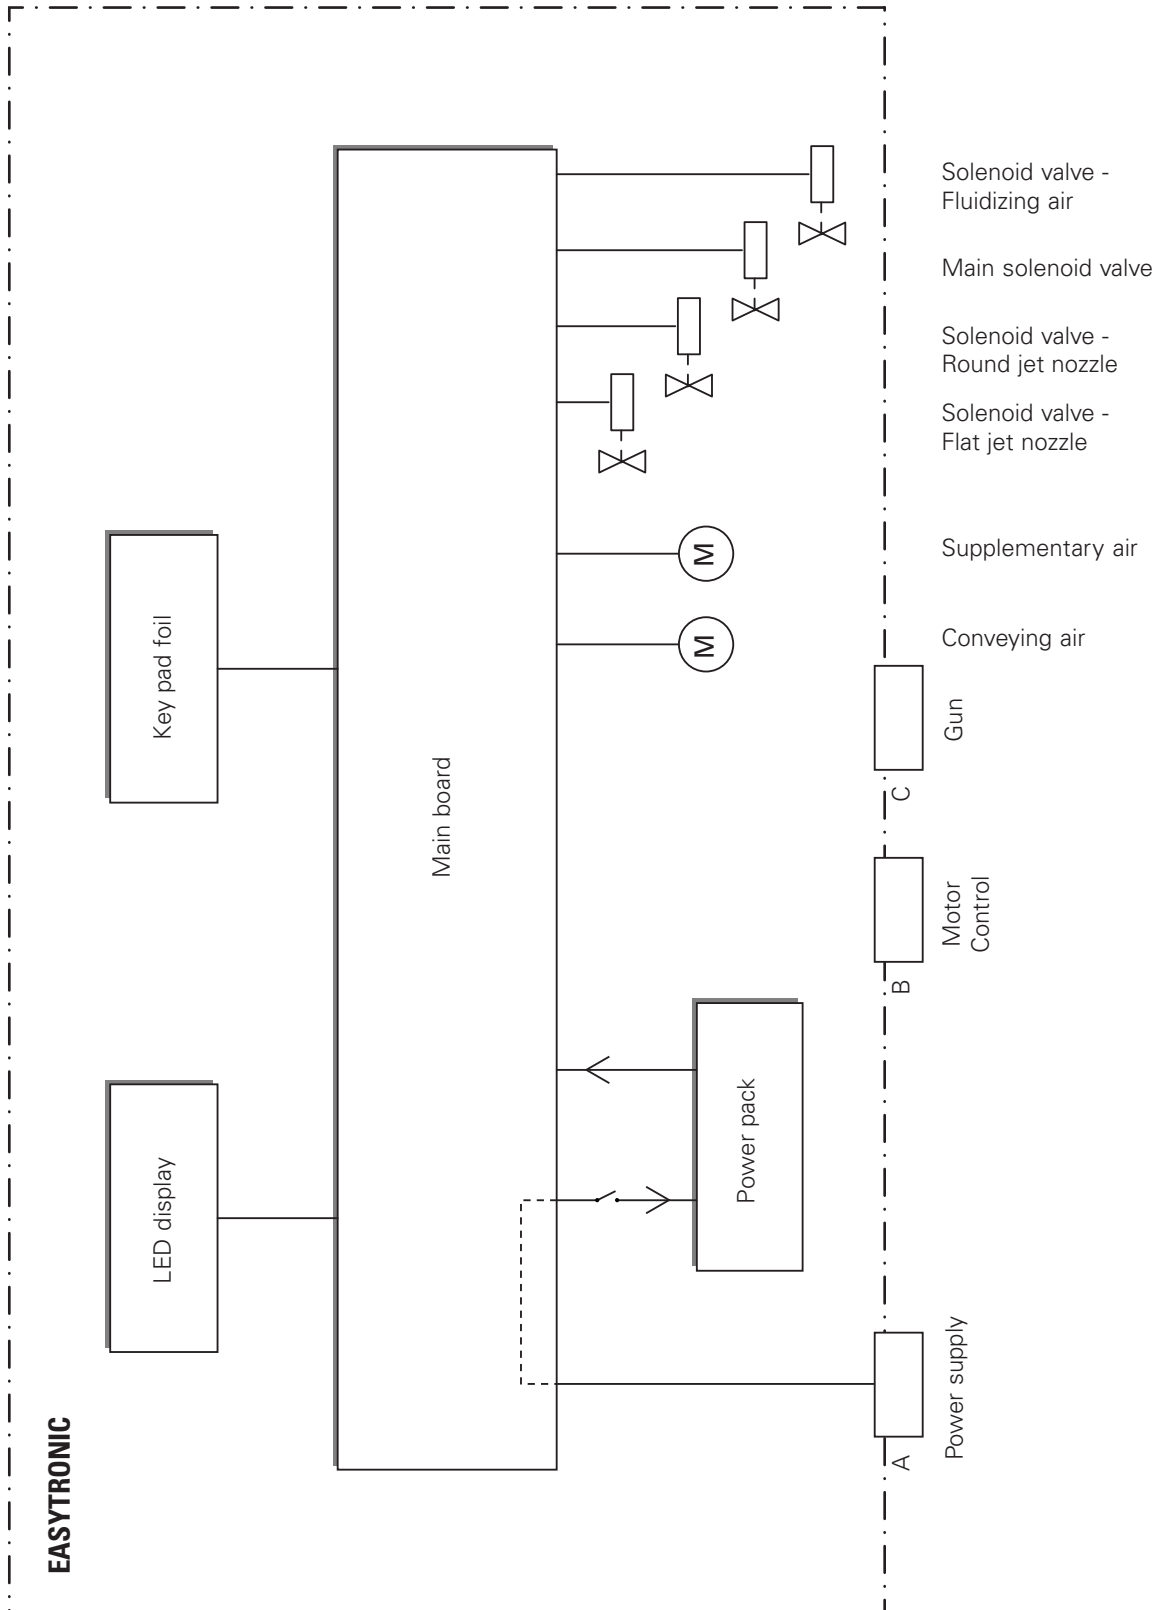 Solenoid valve -
Fluidizing air
Main solenoid valve
Solenoid valve -
Round jet nozzle
Solenoid valve -
Flat jet nozzle
Supplementary air
M
Conveying air
M
Key pad foil
Gun
C
Main board
Motor
Control
B
Power pack
LED display
Power supply
A
EASYTRONIC